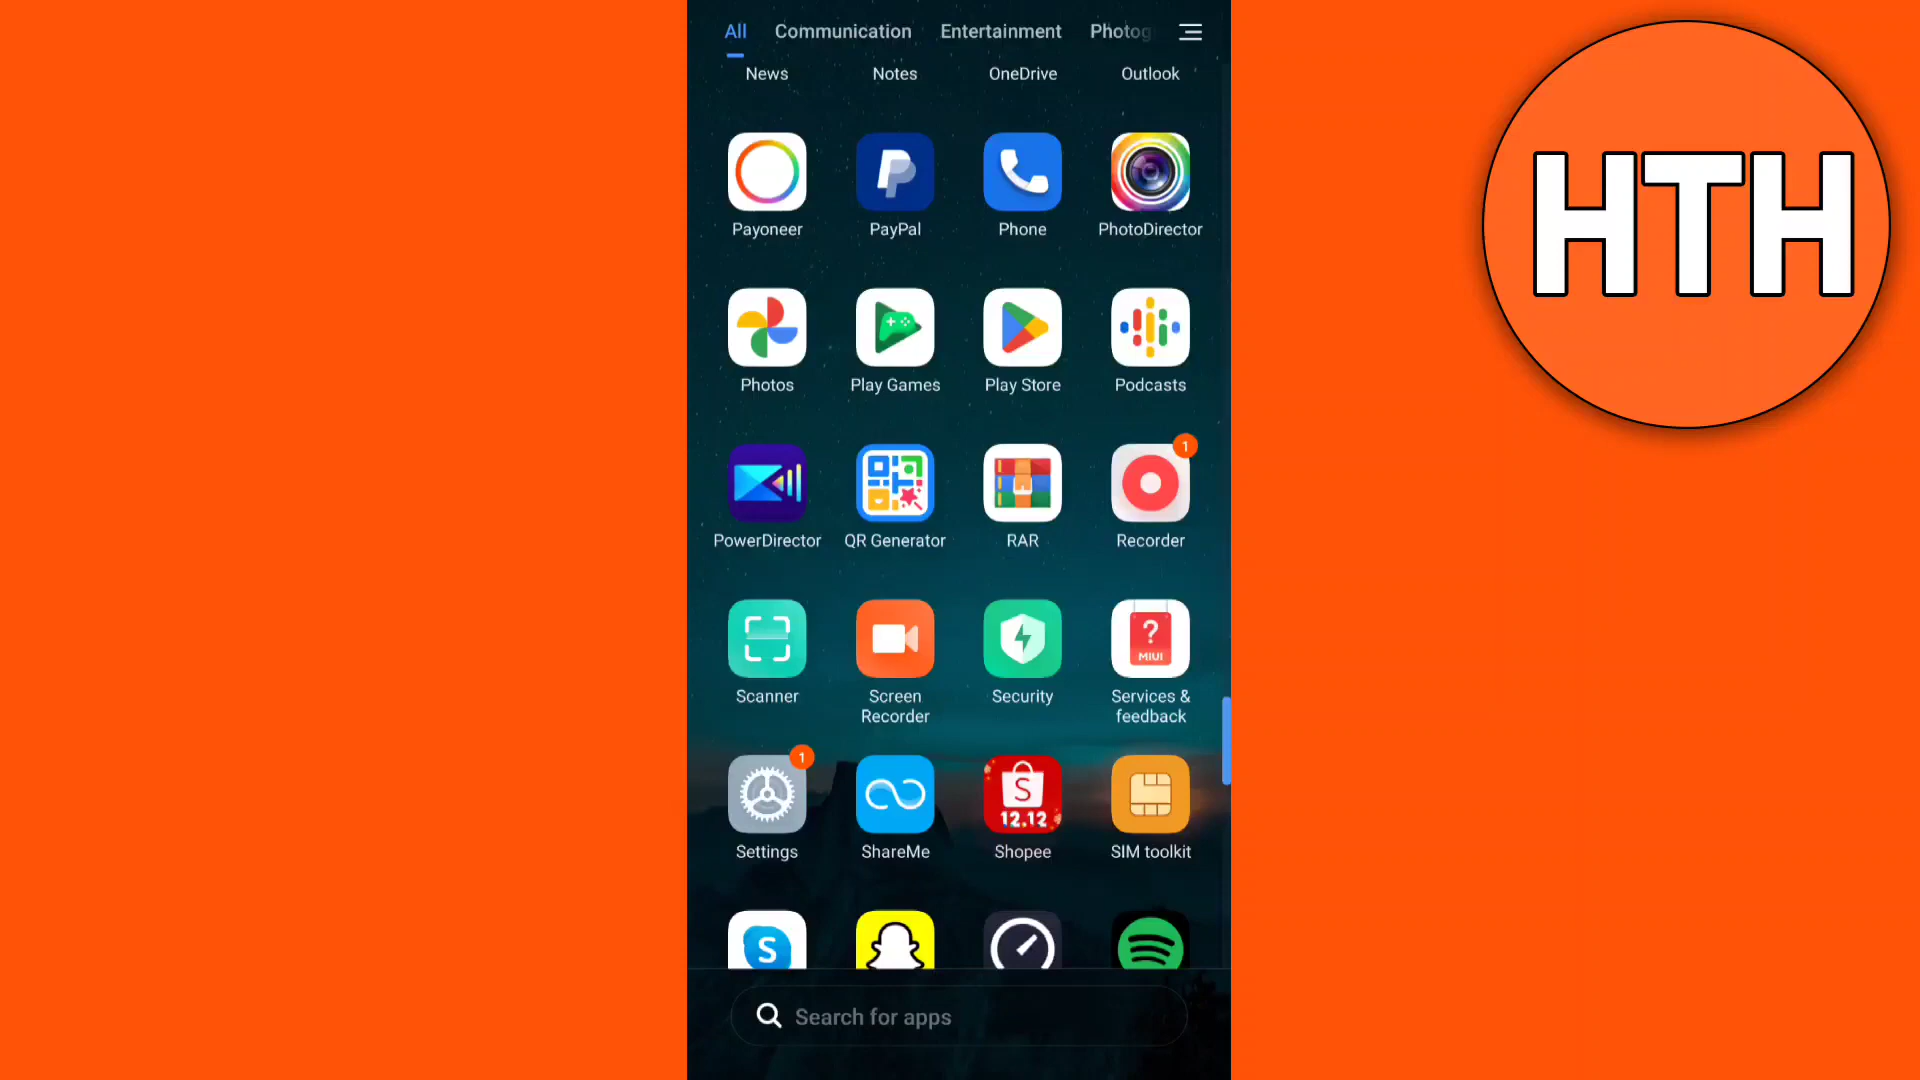 All Communication Entertainment Photog
HTH
News Notes OneDrive Outlook
Payoneer PayPal Phone PhotoDirector
Photos Play Games Play Store Podcasts
1
PowerDirector QR Generator RAR Recorder
?
MIUI
Scanner Screen Recorder Security Services & feedback
1
S
12.12
Settings ShareMe Shopee SIM toolkit
S
Search for apps